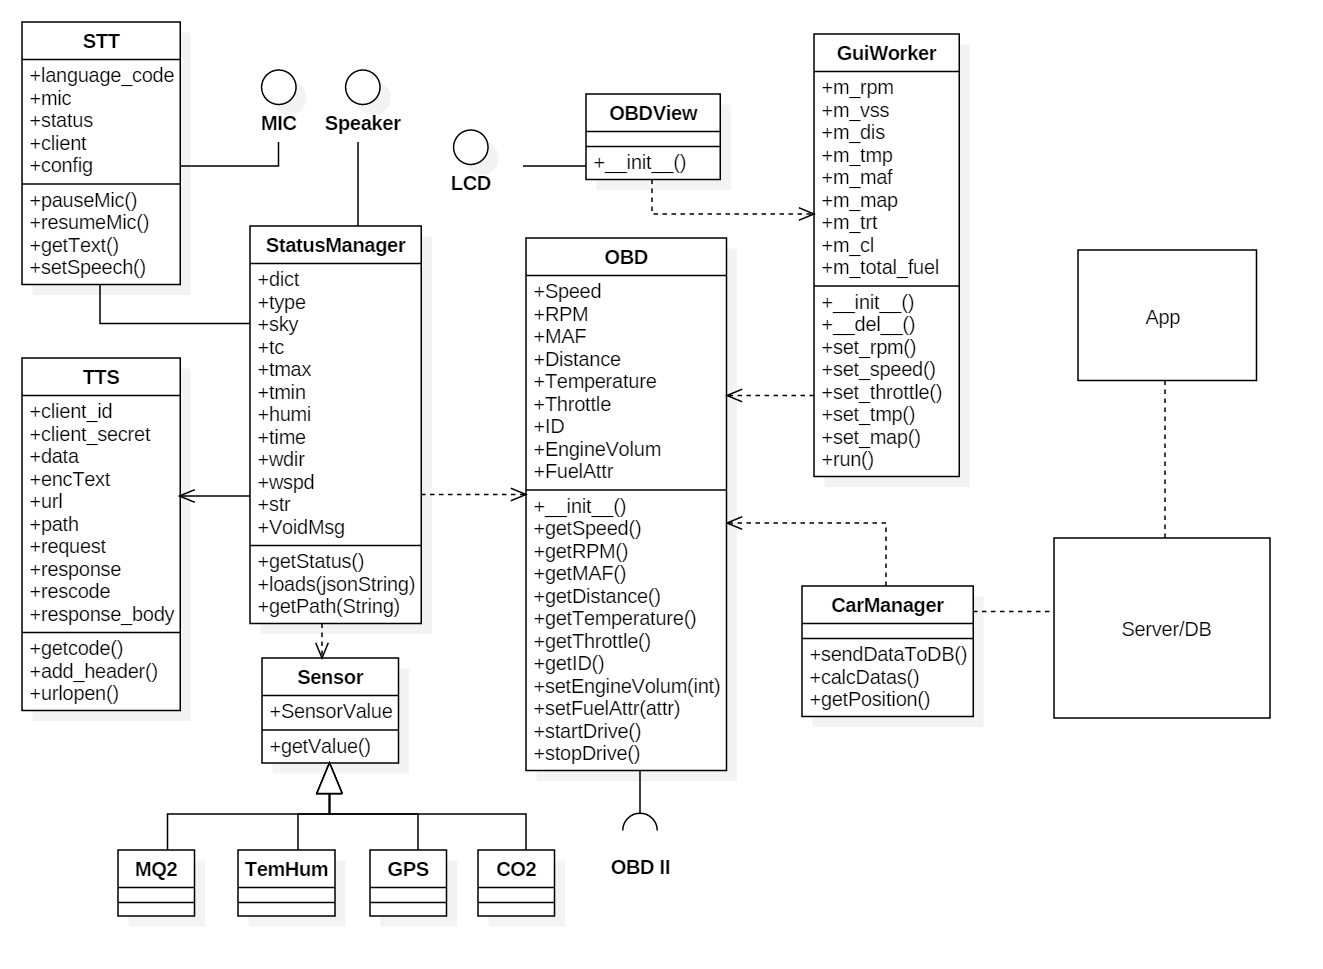 STT
+language_code
+mic
+status
+client
+config
+pauseMic()
+resumeMic()
+getText()
+setSpeech()
MIC
Speaker
LCD
OBDView
+__init__()
GuiWorker
+m_rpm
+m_vss
+m_dis
+m_tmp
+m_maf
+m_map
+m_trt
+m_cl
+m_total_fuel
+__init__()
+__del__()
+set_rpm()
+set_speed()
+set_throttle()
+set_tmp()
+set_map()
+run()
StatusManager
+dict
+type
+sky
+tc
+tmax
+tmin
+humi
+time
+wdir
+wspd
+str
+VoidMsg
+getStatus()
+loads(jsonString)
+getPath(String)
OBD
+Speed
+RPM
+MAF
+Distance
+Temperature
+Throttle
+ID
+EngineVolum
+FuelAttr
+__init__()
+getSpeed()
+getRPM()
+getMAF()
+getDistance()
+getTemperature()
+getThrottle()
+getID()
+setEngineVolum(int)
+setFuelAttr(attr)
+startDrive()
+stopDrive()
App
TTS
+client_id
+client_secret
+data
+encText
+url
+path
+request
+response
+rescode
+response_body
+getcode()
+add_header()
+urlopen()
CarManager
+sendDataToDB()
+calcDatas()
+getPosition()
Server/DB
Sensor
+SensorValue
+getValue()
MQ2
TemHum
GPS
CO2
OBD II